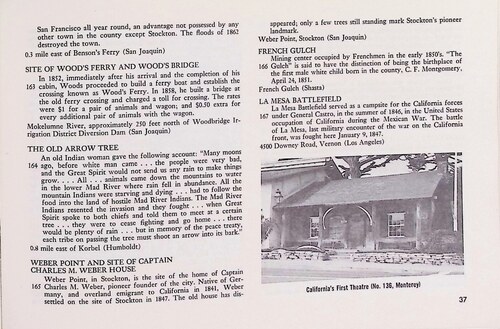 San Francisco all year round, an advantage not possessed by any
other town in the county except Stockton. The floods of 1862
destroyed the town.
0.3 mile east of Benson's Ferry (San Joaquin)
SITE OF WOOD'S FERRY AND WOOD'S BRIDGE
In 1852, immediately after his arrival and the completion of his
163 cabin, Woods proceeded to build a ferry boat and establish the
crossing known as Wood's Ferry. In 1858, he built a bridge at
the old ferry crossing and charged a toll for crossing. The rates
were $1 for a pair of animals and wagon; and $0.50 extra for
every additional pair of animals with the wagon.
Mokelumne River, approximately 250 feet north of Woodbridge Ir-
rigation District Diversion Dam (San Joaquin)
THE OLD ARROW TREE
An old Indian woman gave the following account: "Many moons
164 ago, before white man came . . . the people were very bad,
and the Great Spirit would not send us any rain to make things
grow. . . . All . . . animals came down the mountains to water
in the lower Mad River where rain fell in abundance. All the
mountain Indians were starving and dying . . . had to follow the
food into the land of hostile Mad River Indians. The Mad River
Indians resented the invasion and they fought . . . when Great
Spirit spoke to both chiefs and told them to meet at a certain
tree . . . they were to cease fighting and go home . . . there
would be plenty of rain . . . but in memory of the peace treaty,
each tribe on passing the tree must shoot an arrow into its bark."
0.8 mile east of Korbel (Humboldt)
WEBER POINT AND SITE OF CAPTAIN
CHARLES M. WEBER HOUSE
Weber Point, in Stockton, is the site of the home of Captain
165 Charles M. Weber, pioneer founder of the city. Native of Ger-
many, and overland emigrant to California in 1841, Weber
settled on the site of Stockton in 1847. The old house has dis-
appeared; only a few trees still standing mark Stockton's pioneer
landmark.
Weber Point, Stockton (San Joaquin)
FRENCH GULCH
Mining center occupied by Frenchmen in the early 1850's. "The
166 Gulch" is said to have the distinction of being the birthplace of
the first male white child born in the county, C. F. Montgomery,
April 24, 1851.
French Gulch (Shasta)
LA MESA BATTLEFIELD
La Mesa Battlefield served as a campsite for the California forces
167 under General Castro, in the summer of 1846, in the United States
occupation of California during the Mexican War. The battle
of La Mesa, last military encounter of the war on the California
front, was fought here January 9, 1847.
4500 Downey Road, Vernon (Los Angeles)
California's First Theatre (No. 136, Monterey)
37